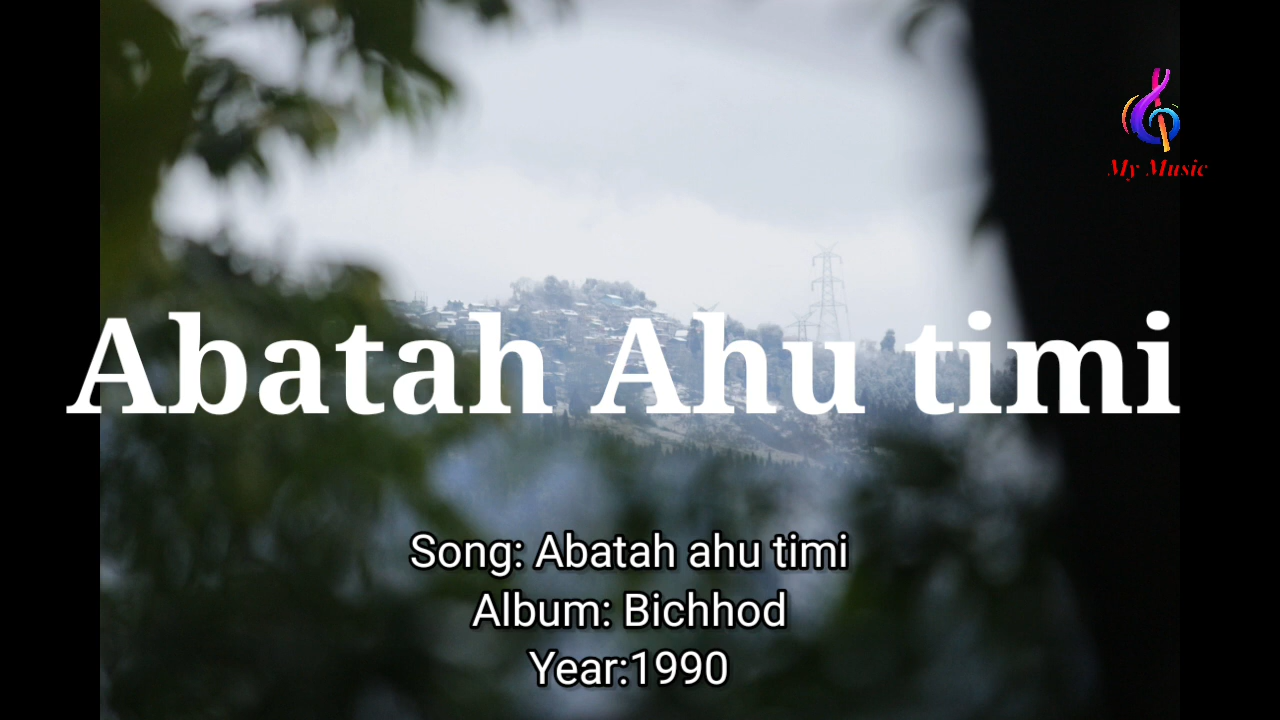 My Music
Abatah Ahu timi
Song: Abatah ahu timi
Album: Bichhod
Year:1990